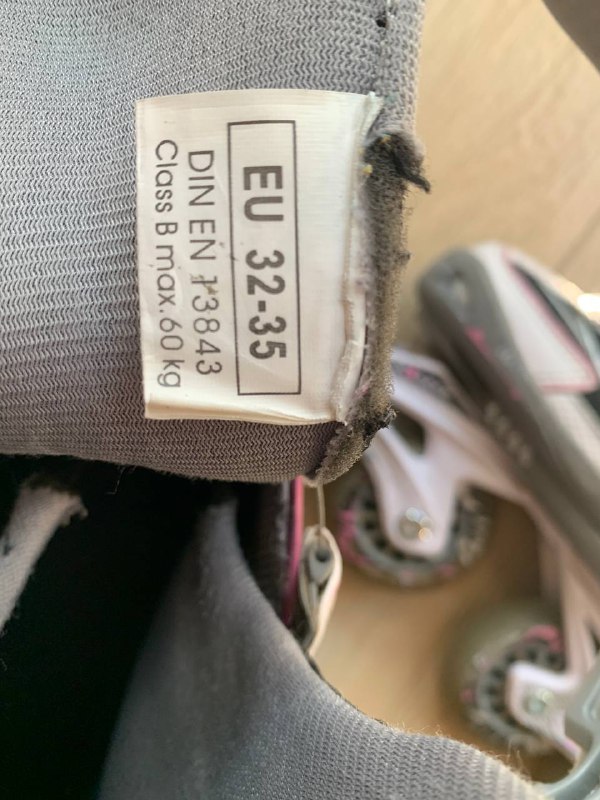 EU 32-35
DIN EN 13843
Class B max. 60 kg